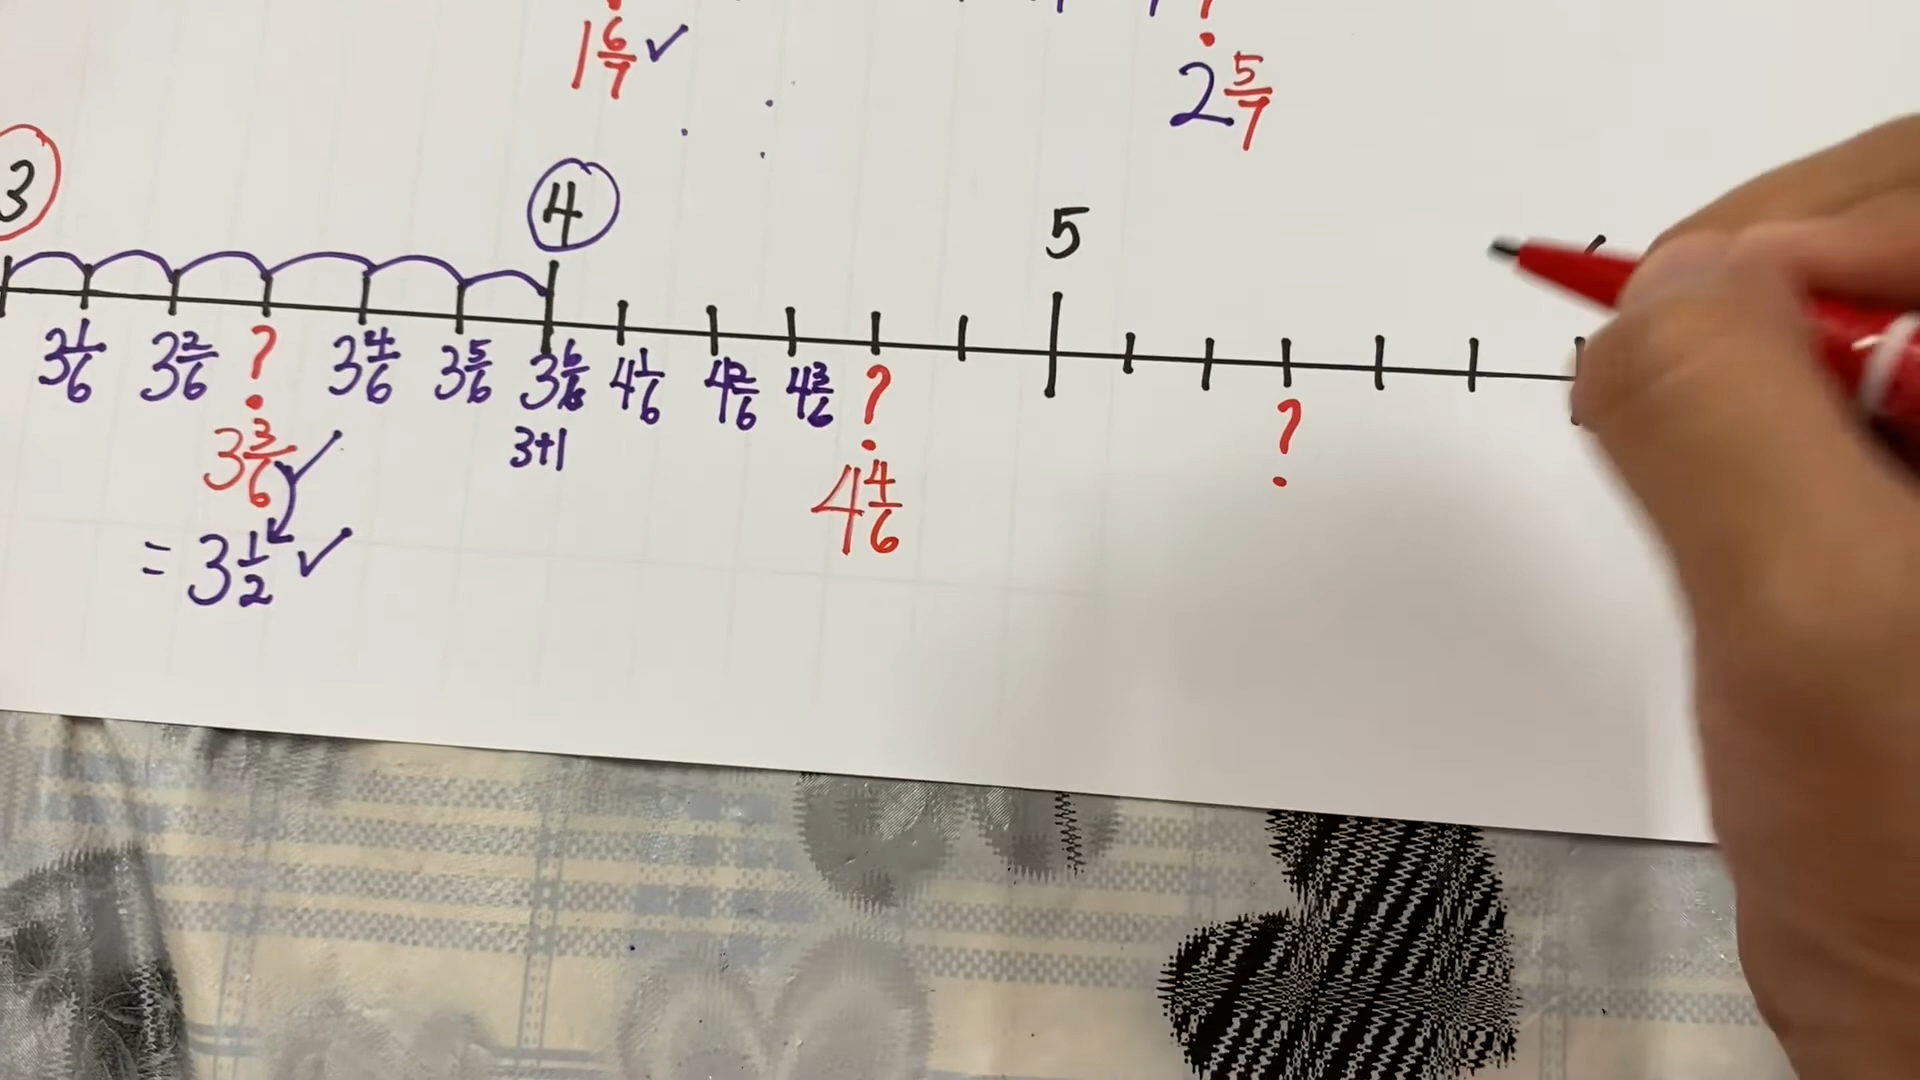 1 6/7 ✓
2 5/7
3 4 5
3 1/6 3 2/6 ? 3 4/6 3 5/6 3 6/6 4 1/6 4 2/6 4 3/6 ? ?
3 3/6 ✓ 3+1 4 4/6
= 3 1/2 ✓